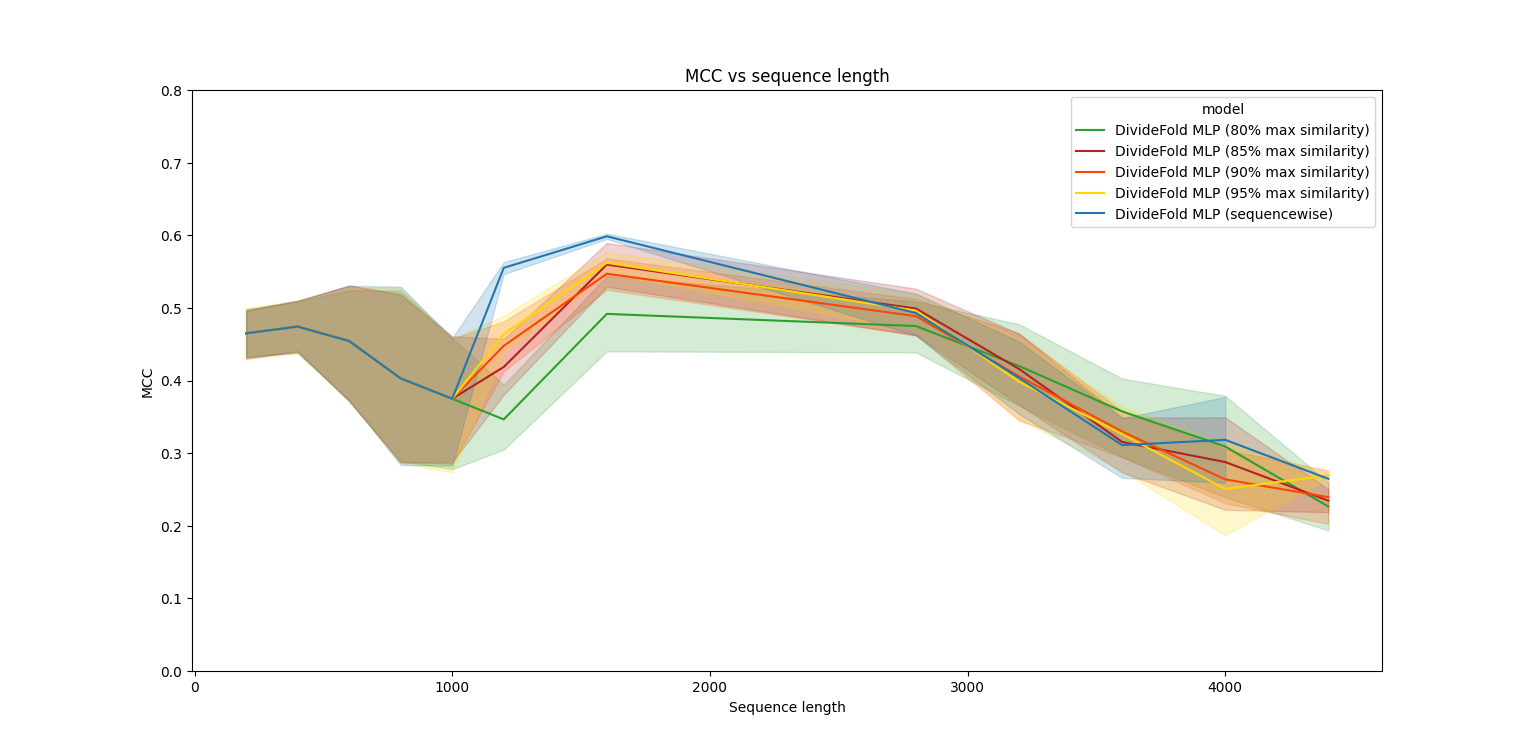 MCC vs sequence length
model
DivideFold MLP (80% max similarity)
DivideFold MLP (85% max similarity)
DivideFold MLP (90% max similarity)
DivideFold MLP (95% max similarity)
DivideFold MLP (sequencewise)
MCC
0.8
0.7
0.6
0.5
0.4
0.3
0.2
0.1
0.0
0 1000 2000 3000 4000
Sequence length